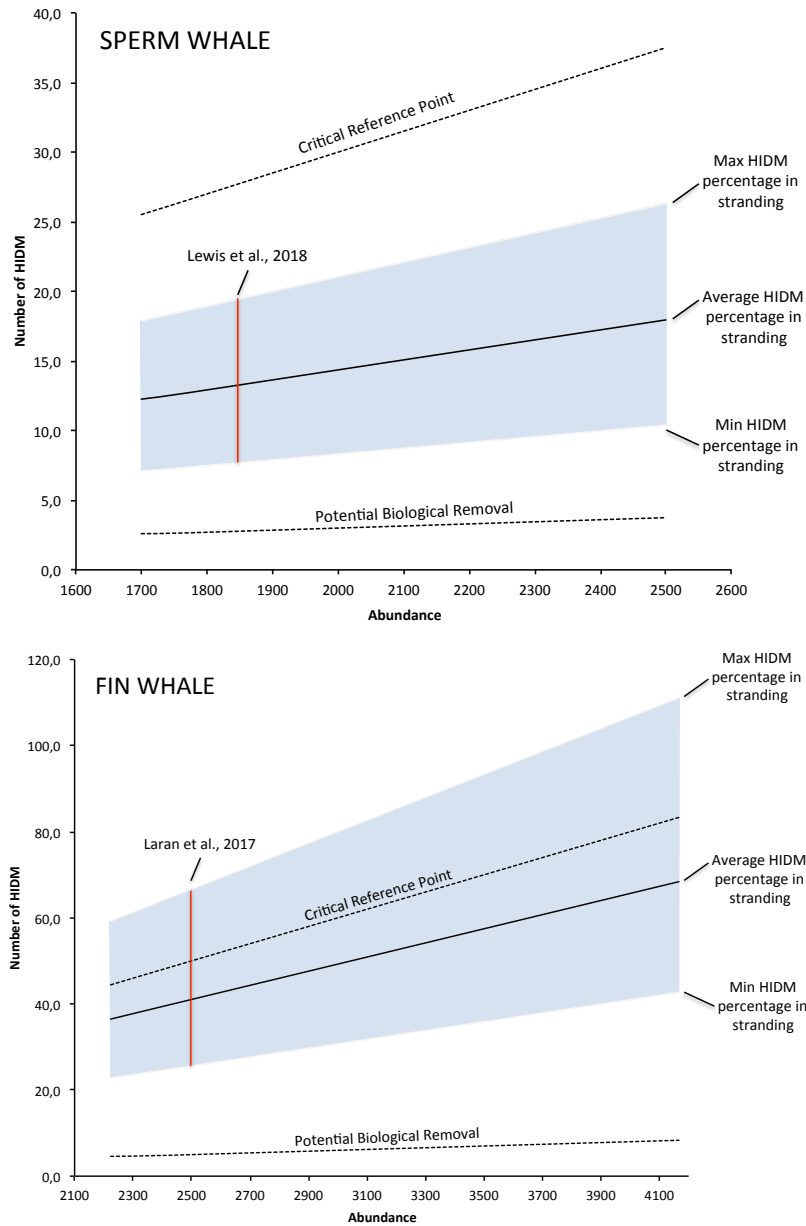 SPERM WHALE
40,0
35,0
30,0
25,0
20,0
15,0
10,0
5,0
0,0
Number of HIDM
Critical Reference Point
Lewis et al., 2018
Potential Biological Removal
Max HIDM
percentage in
stranding
Average HIDM
percentage in
stranding
Min HIDM
percentage in
stranding
1600 1700 1800 1900 2000 2100 2200 2300 2400 2500 2600
Abundance
FIN WHALE
120,0
100,0
80,0
60,0
40,0
20,0
0,0
Number of HIDM
Laran et al., 2017
Critical Reference Point
Potential Biological Removal
Max HIDM
percentage in
stranding
Average HIDM
percentage in
stranding
Min HIDM
percentage in
stranding
2100 2300 2500 2700 2900 3100 3300 3500 3700 3900 4100
Abundance